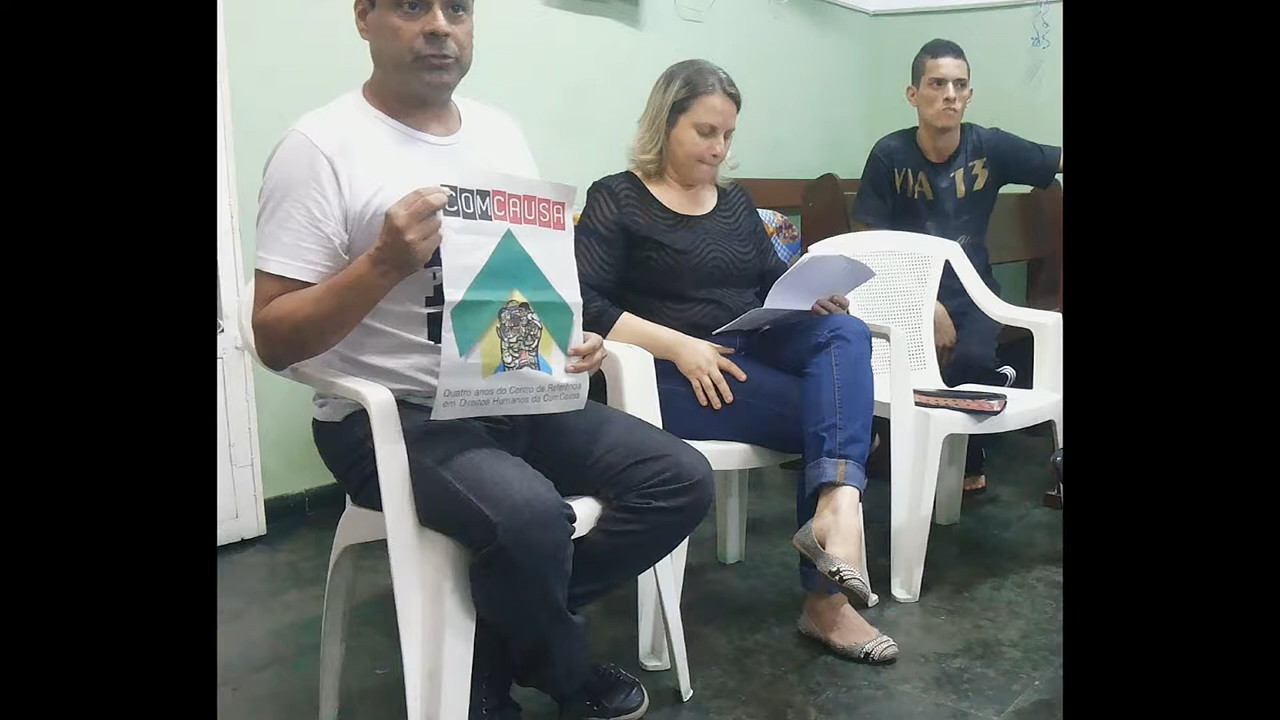 COMCAUSA
Quatro anos do Centro de Referência
em Direitos Humanos da ComCausa
VIA 13